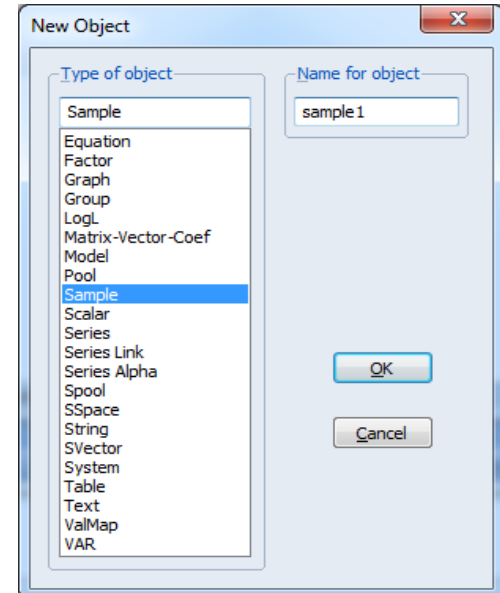 New Object
Type of object
Sample
Equation
Factor
Graph
Group
LogL
Matrix-Vector-Coef
Model
Pool
Sample
Scalar
Series
Series Link
Series Alpha
Spool
SSpace
String
SVector
System
Table
Text
ValMap
VAR
Name for object
sample1
OK
Cancel